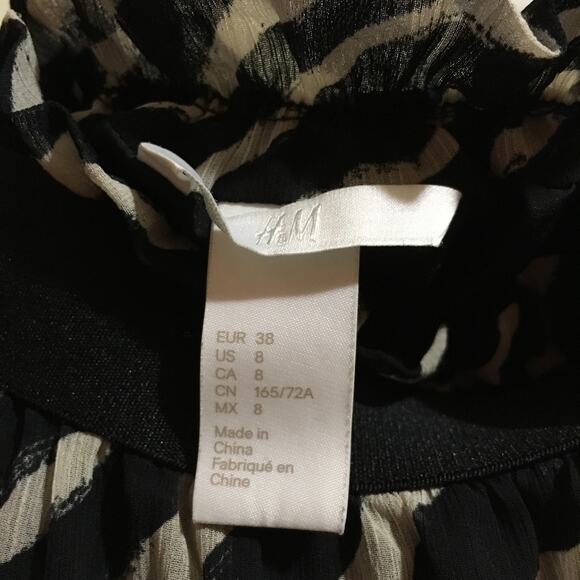 H&M
EUR 38
US 8
CA 8
CN 165/72A
MX 8
Made in
China
Fabriqué en
Chine